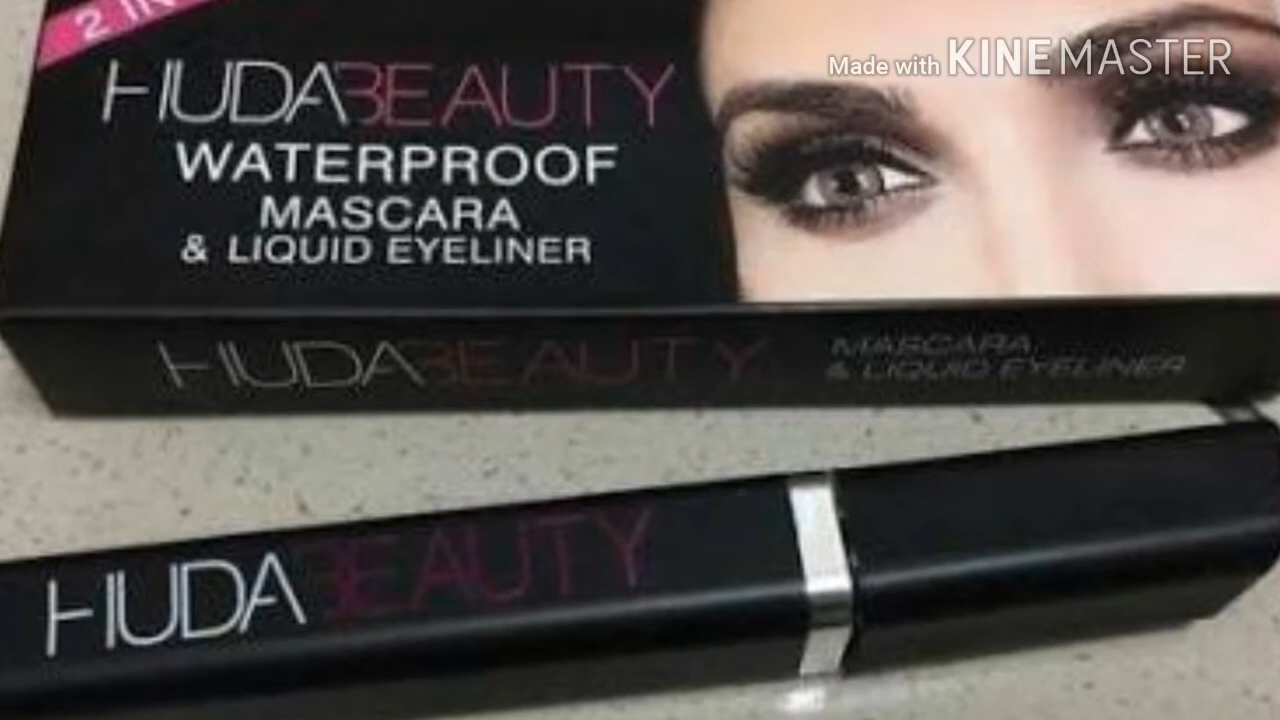 2 IN
Made with KINEMASTER
HUDABEAUTY
WATERPROOF
MASCARA
& LIQUID EYELINER
HUDABEAUTY
MASCARA
& LIQUID EYELINER
HUDABEAUTY